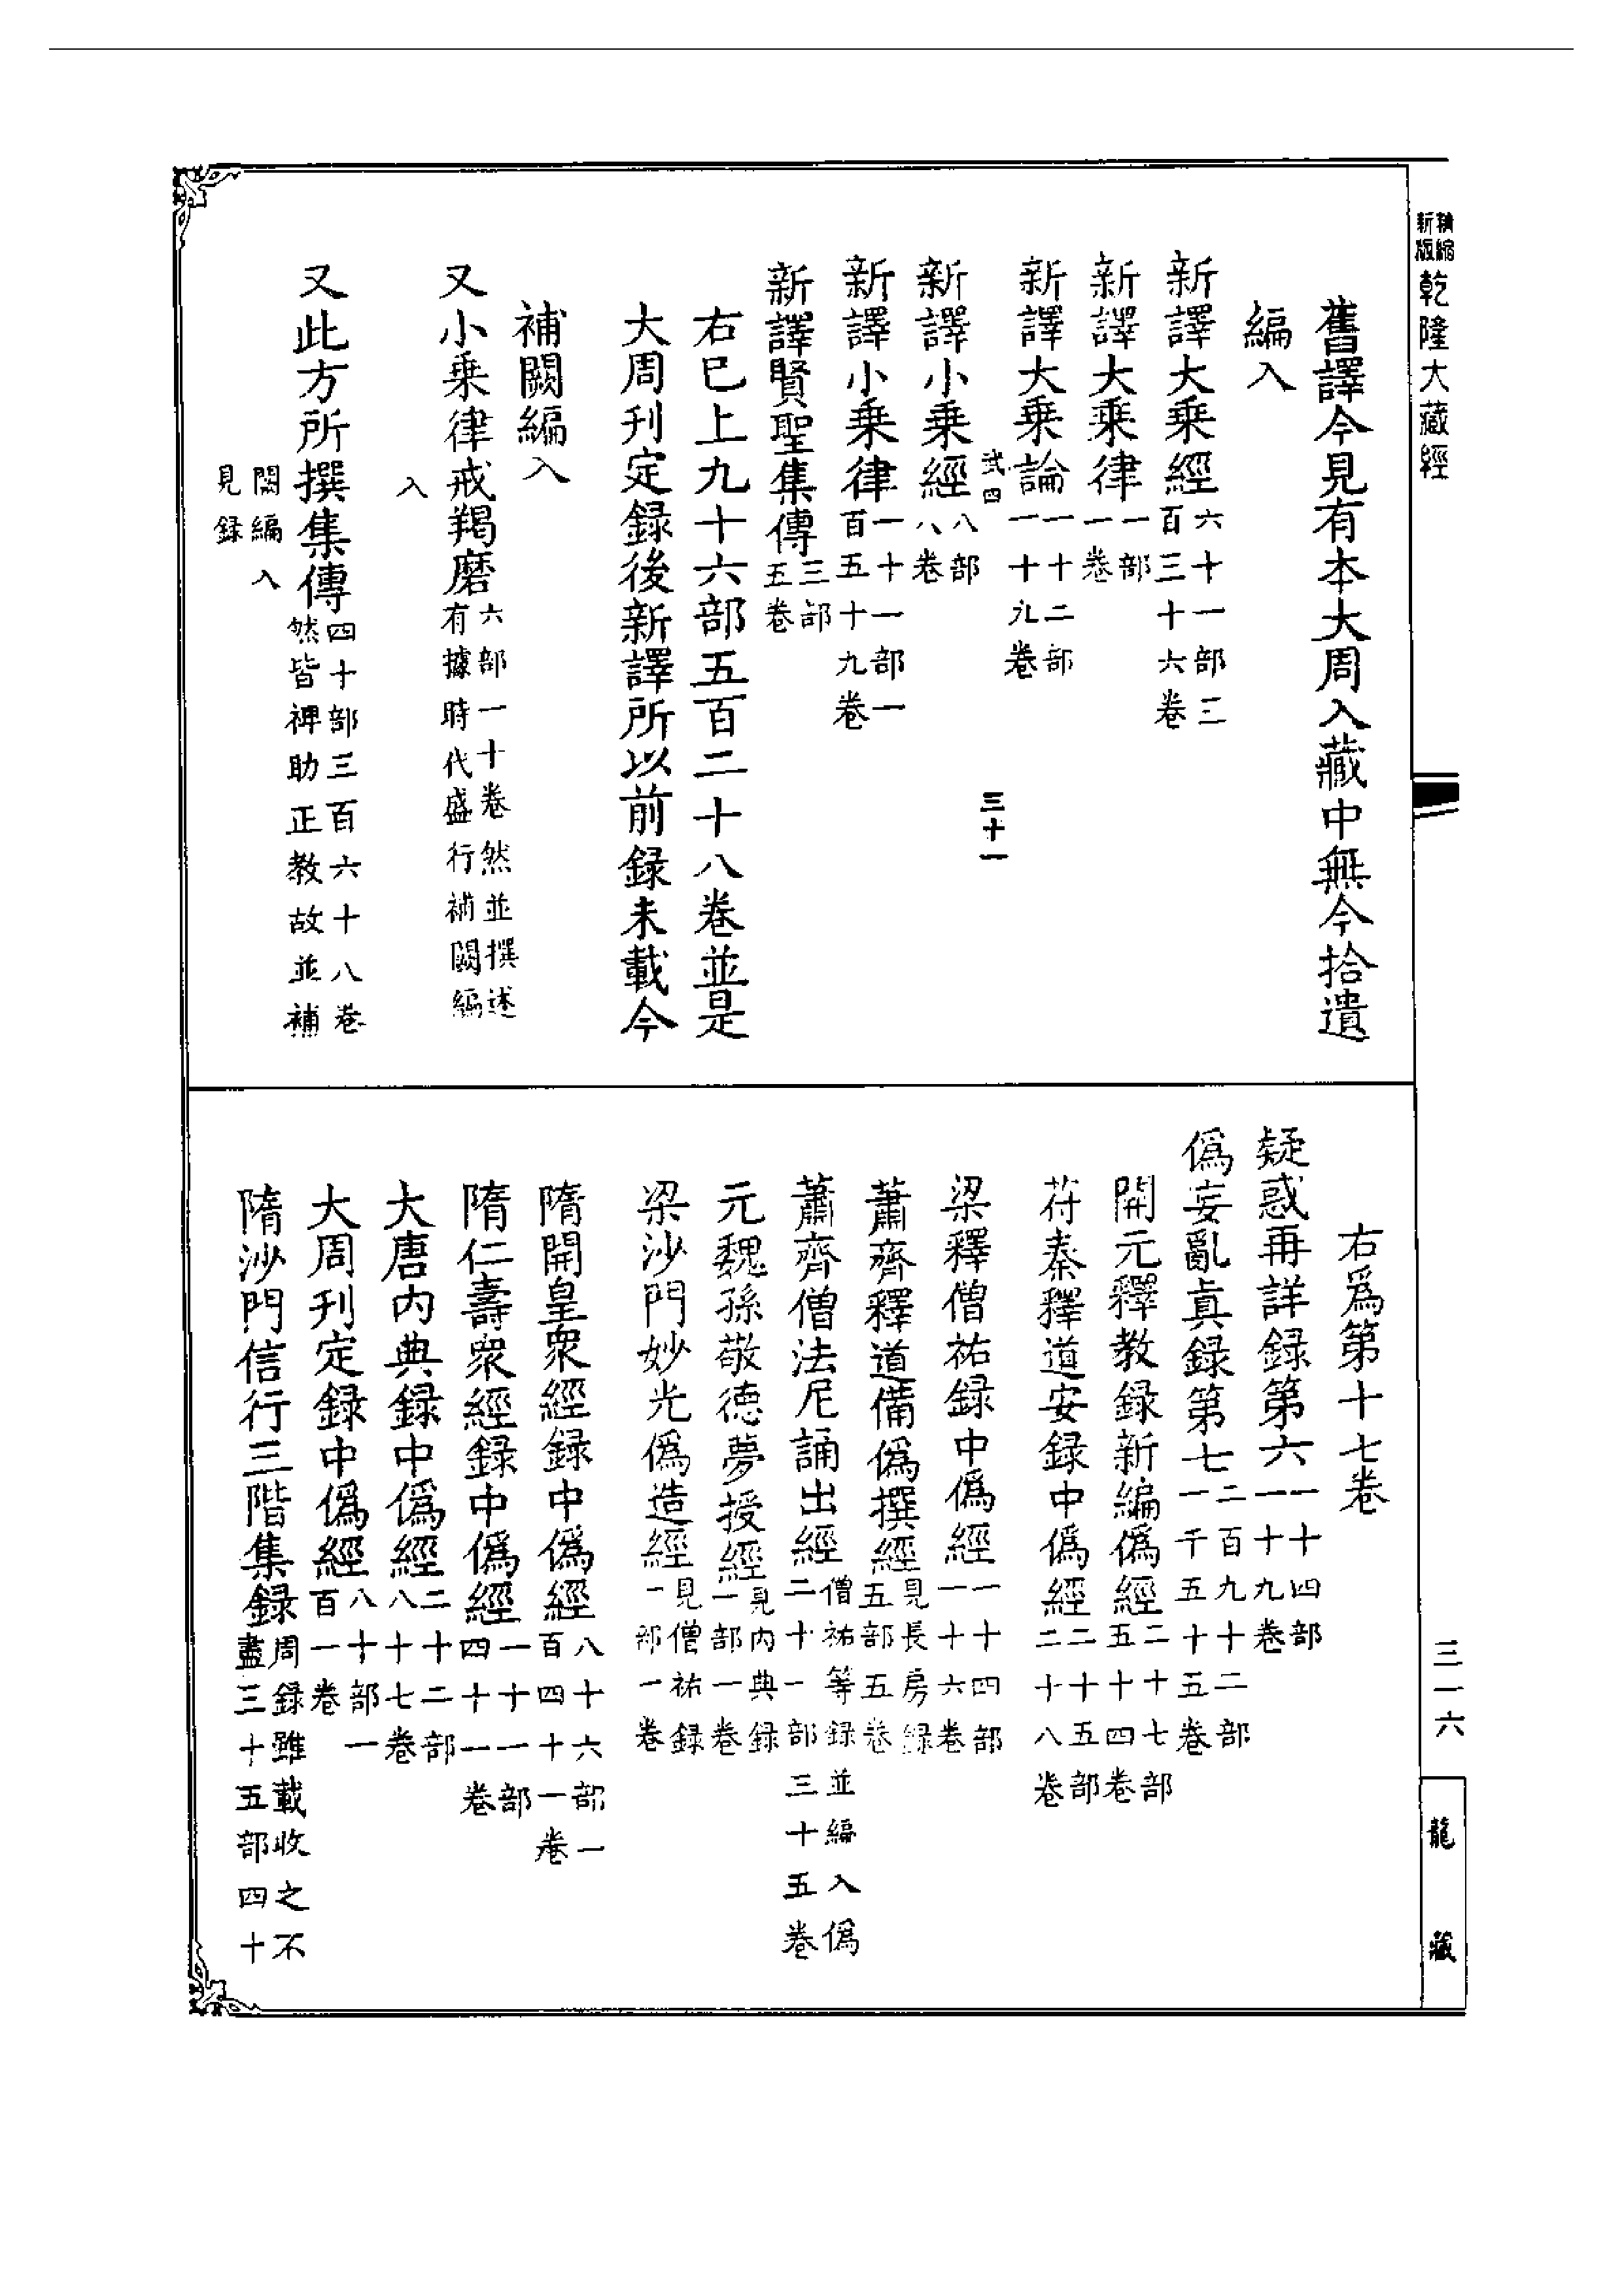 精縮
新版
乾隆大藏經
舊譯今見有本大周入藏中無今拾遺
編入
新譯大乘經六十一部三
百三十六卷
新譯大乘律一部
一卷
新譯大乘論一十二部
一十九卷
弍四
三十一
新譯小乘經八部
八卷
新譯小乘律一十一部一
百五十九卷
新譯賢聖集傳三部
五卷
右巳上九十六部五百二十八卷並是
大周刊定録後新譯所以前録未載今
補闕編入
又小乘律戒羯磨六部一十卷然並撰述
有據時代盛行補闕編
入
又此方所撰集傳四十部三百六十八卷
然皆裨助正教故並補
闕編入
見録
右爲第十七卷
疑惑再詳録第六一十四部
一十九卷
僞妄亂真録第七二百九十二部
一千五十五卷
開元釋教録新編僞經二十七部
五十四卷
苻秦釋道安録中僞經二十五部
二十八卷
梁釋僧祐録中僞經一十四部
一十六卷
蕭齊釋道備僞撰經見長房録
五部五卷
蕭齊僧法尼誦出經僧祐等録並編入僞
二十一部三十五卷
元魏孫敬德夢授經見内典録
一部一卷
梁沙門妙光僞造經見僧祐録
一部一卷
隋開皇衆經録中僞經八十六部一
百四十一卷
隋仁壽衆經録中僞經一十一部
四十一卷
大唐内典録中僞經二十二部
八十七卷
大周刊定録中僞經八十部一
百一卷
隋沙門信行三階集録周録雖載收之不
盡三十五部四十
三一六
龍藏